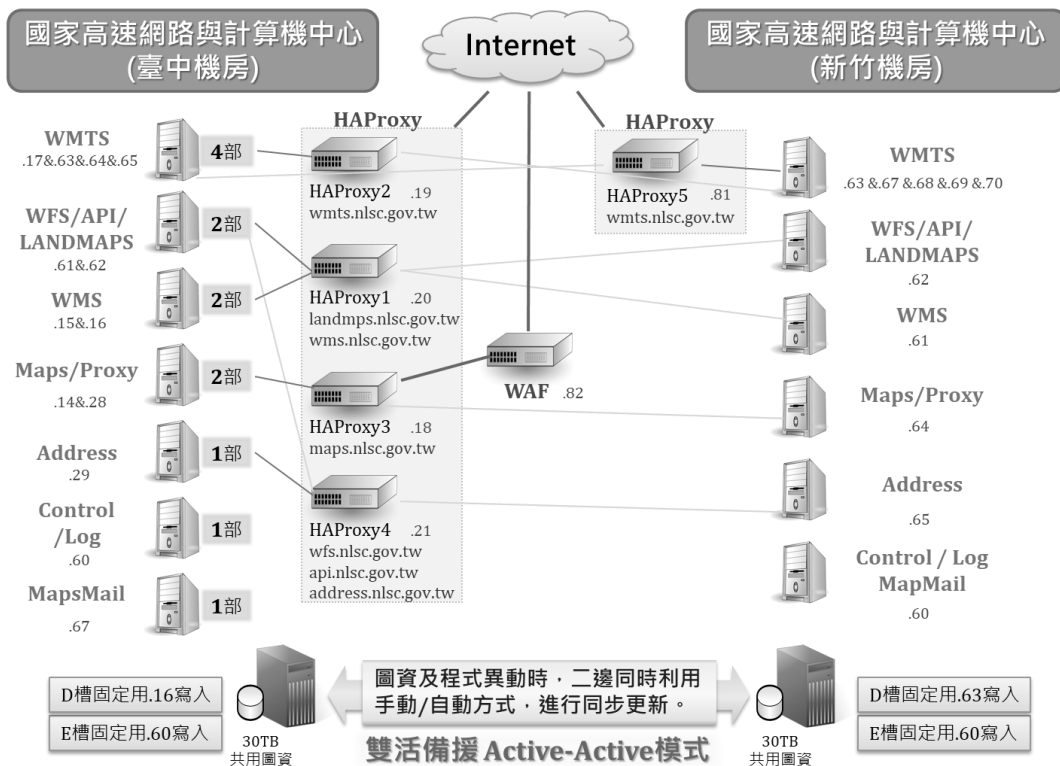 國家高速網路與計算機中心
(臺中機房)
Internet
國家高速網路與計算機中心
(新竹機房)
HAProxy
HAProxy
WMTS
.17&.63&.64&.65
4部
HAProxy2 .19
wmts.nlsc.gov.tw
HAProxy5 .81
wmts.nlsc.gov.tw
WMTS
.63 &.67 &.68 &.69 &.70
WFS/API/
LANDMAPS
.61&.62
2部
WMS
.15&.16
2部
HAProxy1 .20
landmps.nlsc.gov.tw
wms.nlsc.gov.tw
WFS/API/
LANDMAPS
.62
WMS
.61
WAF .82
Maps/Proxy
.14&.28
2部
HAProxy3 .18
maps.nlsc.gov.tw
Maps/Proxy
.64
Address
.29
1部
HAProxy4 .21
wfs.nlsc.gov.tw
api.nlsc.gov.tw
address.nlsc.gov.tw
Address
.65
Control
/Log
.60
1部
Control / Log
MapMail
.60
MapsMail
.67
1部
D槽固定用.16寫入
E槽固定用.60寫入
30TB
共用圖資
圖資及程式異動時，二邊同時利用
手動/自動方式，進行同步更新。
雙活備援 Active-Active模式
30TB
共用圖資
D槽固定用.63寫入
E槽固定用.60寫入